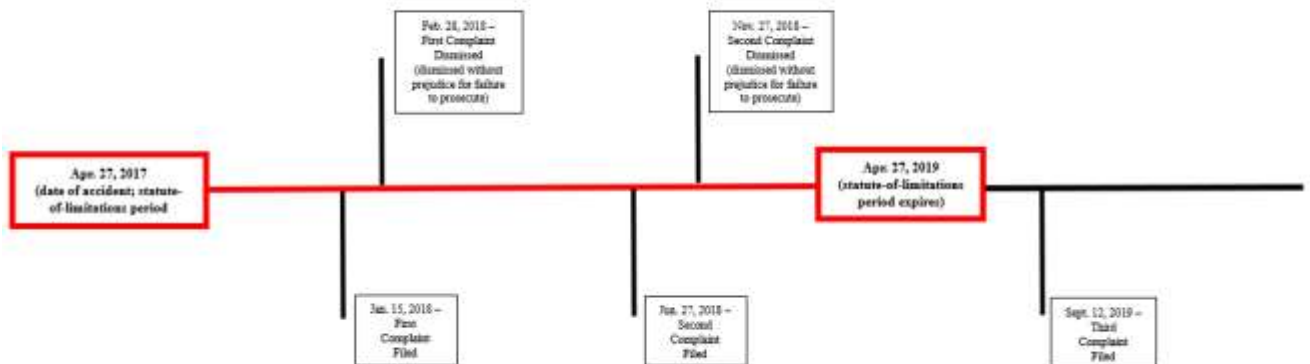 Feb. 28, 2018 –
First Complaint
Dismissed
(dismissed without
prejudice for failure
to prosecute)
Nov. 27, 2018 –
Second Complaint
Dismissed
(dismissed without
prejudice for failure
to prosecute)
Apr. 27, 2017
(date of accident; statute-
of-limitations period
Apr. 27, 2019
(statute-of-limitations
period expires)
Jan. 15, 2018 –
First
Complaint
Filed
Jun. 27, 2018 –
Second
Complaint
Filed
Sept. 12, 2019 –
Third
Complaint
Filed